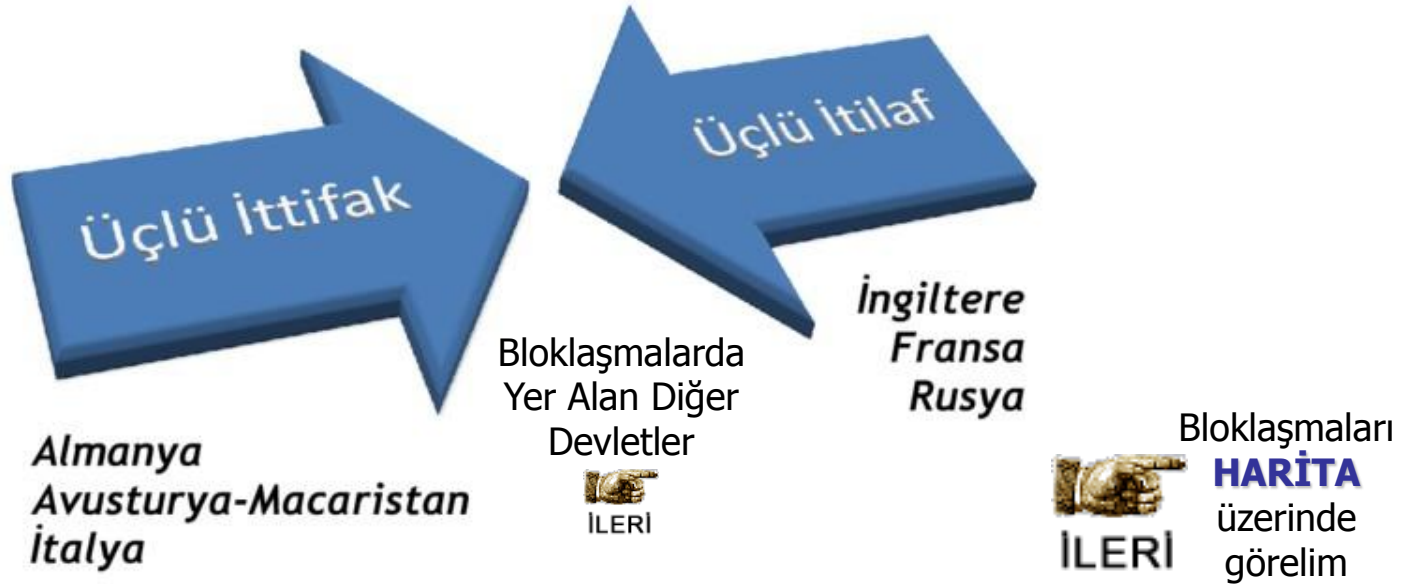 Üçlü İttifak
Üçlü İtilaf
Almanya
Avusturya-Macaristan
İtalya
Bloklaşmalarda
Yer Alan Diğer
Devletler
İLERİ
İngiltere
Fransa
Rusya
Bloklaşmaları
HARİTA
üzerinde
görelim
İLERİ